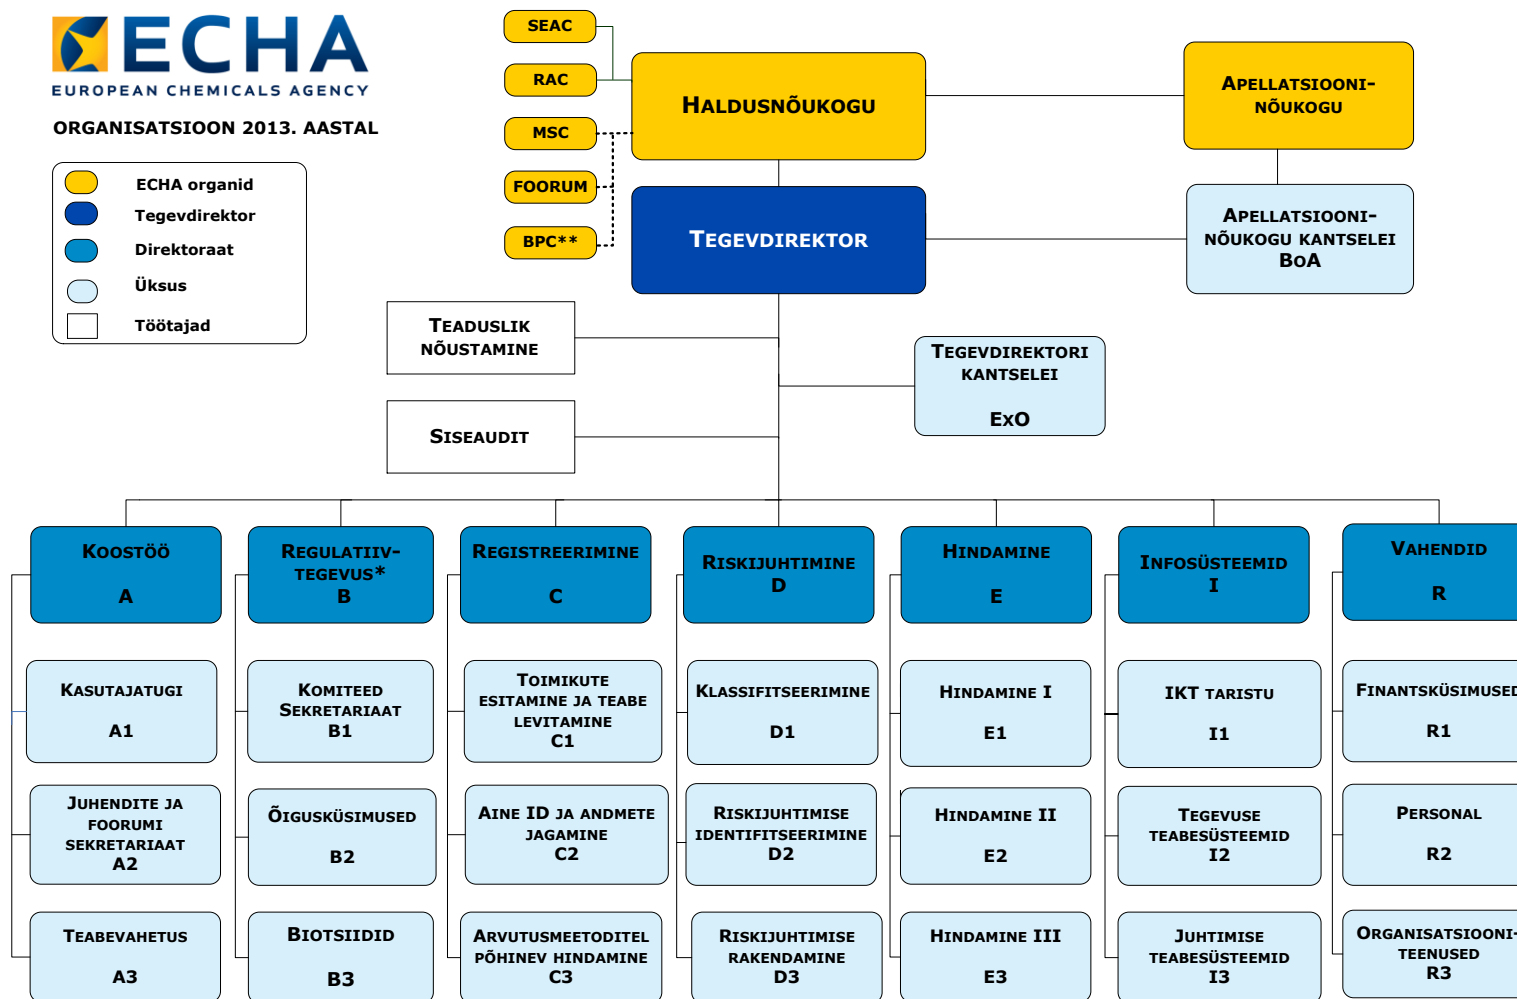 ECHA
EUROPEAN CHEMICALS AGENCY
ORGANISATSIOON 2013. AASTAL
ECHA organid
Tegevdirektor
Direktoraat
Üksus
Töötajad
SEAC
RAC
MSC
FOORUM
BPC**
HALDUSNÕUKOGU
TEGEVDIREKTOR
APELLATSIOONI-
NÕUKOGU
APELLATSIOONI-
NÕUKOGU KANTSELEI
BOA
TEADUSLIK
NÕUSTAMINE
SISEAUDIT
TEGEVDIREKTORI
KANTSELEI
EXO
KOOSTÖÖ
A
REGULATIIV-
TEGEVUS*
B
REGISTREERIMINE
C
RISKIJUHTIMINE
D
HINDAMINE
E
INFOSÜSTEEMID
I
VAHENDID
R
KASUTAJATUGI
A1
KOMITEED
SEKRETARIAAT
B1
TOIMIKUTE
ESITAMINE JA TEABE
LEVITAMINE
C1
KLASSIFITSEERIMINE
D1
HINDAMINE I
E1
IKT TARISTU
I1
FINANTSKÜSIMUSED
R1
JUHENDITE JA
FOORUMI
SEKRETARIAAT
A2
ÕIGUSKÜSIMUSED
B2
AINE ID JA ANDMETE
JAGAMINE
C2
RISKIJUHTIMISE
IDENTIFITSEERIMINE
D2
HINDAMINE II
E2
TEGEVUSE
TEABESÜSTEEMID
I2
PERSONAL
R2
TEABEVAHETUS
A3
BIOTSIIDID
B3
ARVUTUSMEETODITEL
PÕHINEV HINDAMINE
C3
RISKIJUHTIMISE
RAKENDAMINE
D3
HINDAMINE III
E3
JUHTIMISE
TEABESÜSTEEMID
I3
ORGANISATSIOONI-
TEENUSED
R3